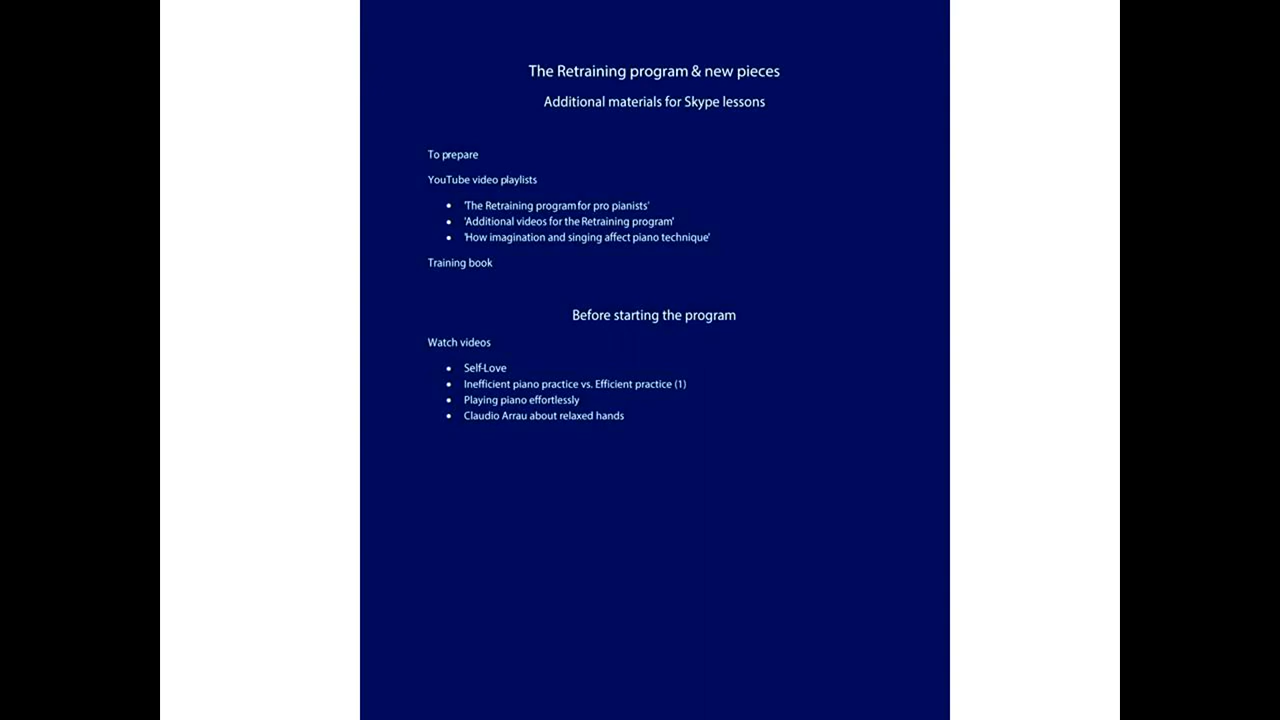 The Retraining program & new pieces
Additional materials for Skype lessons
To prepare
YouTube video playlists
• 'The Retraining program for pro pianists'
• 'Additional videos for the Retraining program'
• 'How imagination and singing affect piano technique'
Training book
Before starting the program
Watch videos
• Self-Love
• Inefficient piano practice vs. Efficient practice (1)
• Playing piano effortlessly
• Claudio Arrau about relaxed hands